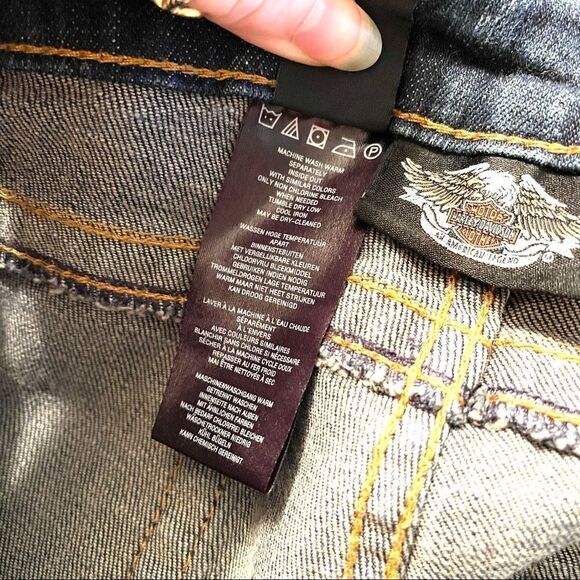 P
MACHINE WASH WARM
SEPARATELY
INSIDE OUT
WITH SIMILAR COLORS
ONLY NON CHLORINE BLEACH
WHEN NEEDED
TUMBLE DRY LOW
COOL IRON
MAY BE DRY-CLEANED
WASSEN HOGE TEMPERATUUR
APART
BINNENSTEBUITEN
MET VERGELIJKBARE KLEUREN
CHLOORVRIJ BLEEKMIDDEL
GEBRUIKEN INDIEN NODIG
TROMMELDROGEN LAGE TEMPERATUUR
WARM MAAR NIET HEET STRIJKEN
KAN DROOG GEREINIGD
LAVER À LA MACHINE À L'EAU CHAUDE
SÉPARÉMENT
À L'ENVERS
AVEC COULEURS SIMILAIRES
BLANCHIR SANS CHLORE SI NÉCESSAIRE
SÉCHER À LA MACHINE CYCLE DOUX
REPASSER AU FER FROID
MAI ÊTRE NETTOYÉS À SEC
MASCHINENWASCHGANG WARM
GETRENNT WASCHEN
INNENSEITE NACH AUßEN
MIT ÄHNLICHEN FARBEN
NACH BEDARF CHLORFREI BLEICHEN
WÄSCHETROCKNER NIEDRIG
KÜHL BÜGELN
KANN CHEMISCH GEREINIGT
HARLEY-DAVIDSON
AN AMERICAN LEGEND